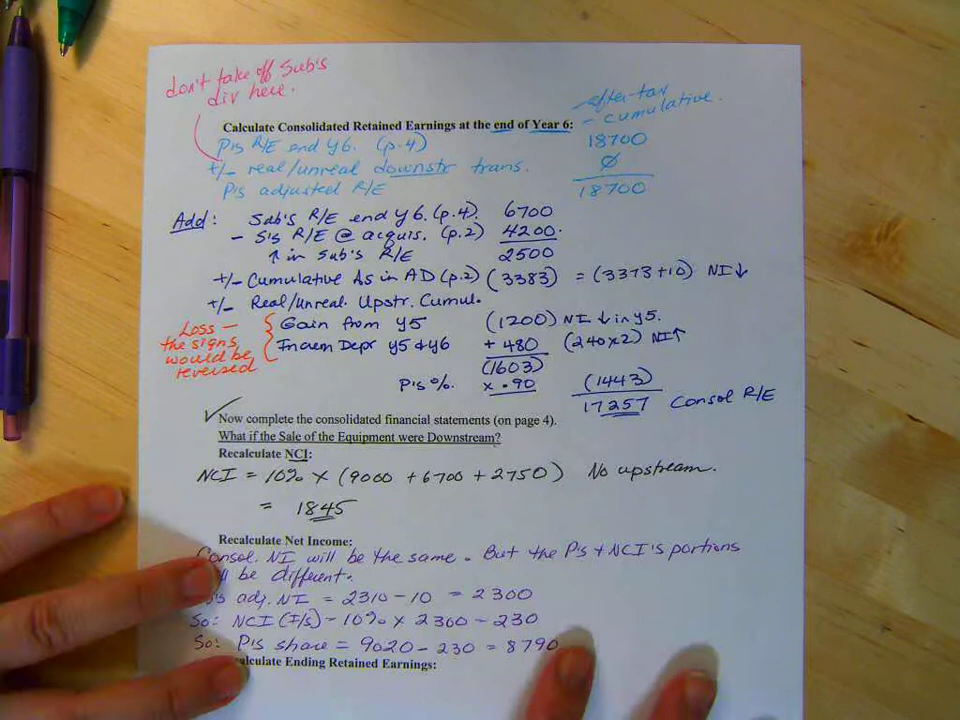 don't take off Sub's
div here.
after-tax
- cumulative.
Calculate Consolidated Retained Earnings at the end of Year 6:
P's R/E end y6. (p.4) 18700
+/- real/unreal downstr trans. Ø
P's adjusted R/E 18700
Add: Sub's R/E end y6. (p.4). 6700
- S's R/E @ acquis. (p.2) 4200.
↑ in Sub's R/E 2500
+/- Cumulative Δs in AD (p.2) (3383) = (3373+10) NI↓
+/- Real/Unreal. Upstr. Cumul.
Loss - { Gain from y5 (1200) NI ↓ in y5.
the signs, would be reversed Increm Depr y5 & y6 + 480 (240x2) NI↑
(1603)
P's %. x .90 (1443)
17257 Consol R/E
✓ Now complete the consolidated financial statements (on page 4).
What if the Sale of the Equipment were Downstream?
Recalculate NCI:
NCI = 10% x (9000 + 6700 + 2750) No upstream.
= 1845
Recalculate Net Income:
Consol. NI will be the same. But the P's + NCI's portions
be different.
adj. NI = 2310 - 10 = 2300
So: NCI (I/S) - 10% x 2300 - 230
So: P's share = 9020 - 230 = 8790
alculate Ending Retained Earnings: